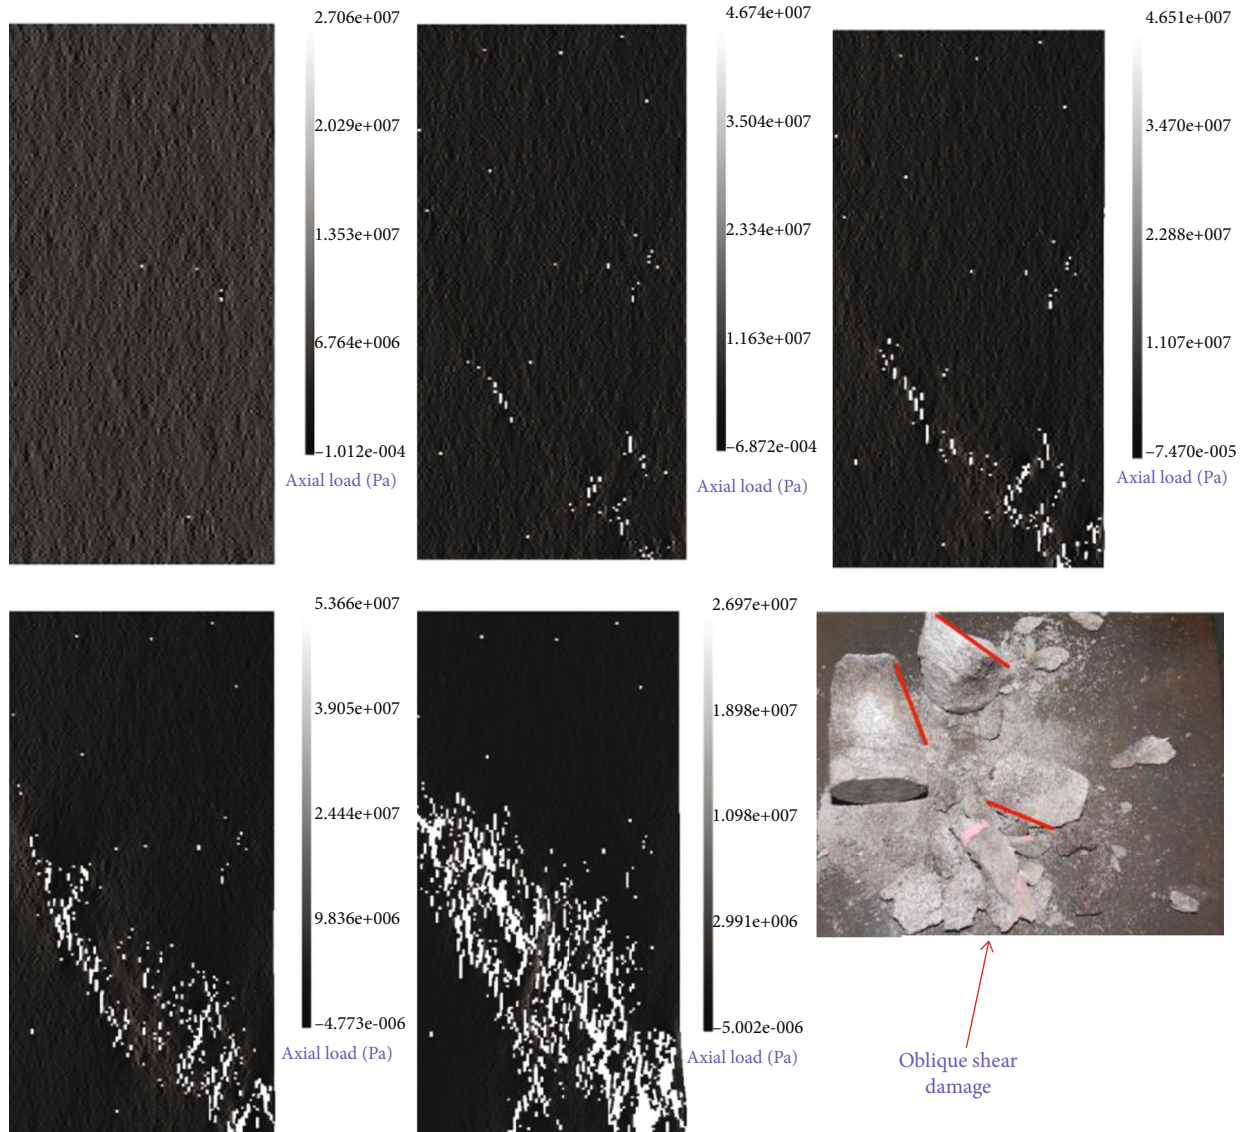 2.706e+007
2.029e+007
1.353e+007
6.764e+006
−1.012e-004
Axial load (Pa)
4.674e+007
3.504e+007
2.334e+007
1.163e+007
−6.872e-004
Axial load (Pa)
4.651e+007
3.470e+007
2.288e+007
1.107e+007
−7.470e-005
Axial load (Pa)
5.366e+007
3.905e+007
2.444e+007
9.836e+006
−4.773e-006
Axial load (Pa)
2.697e+007
1.898e+007
1.098e+007
2.991e+006
−5.002e-006
Axial load (Pa)
Oblique shear
damage